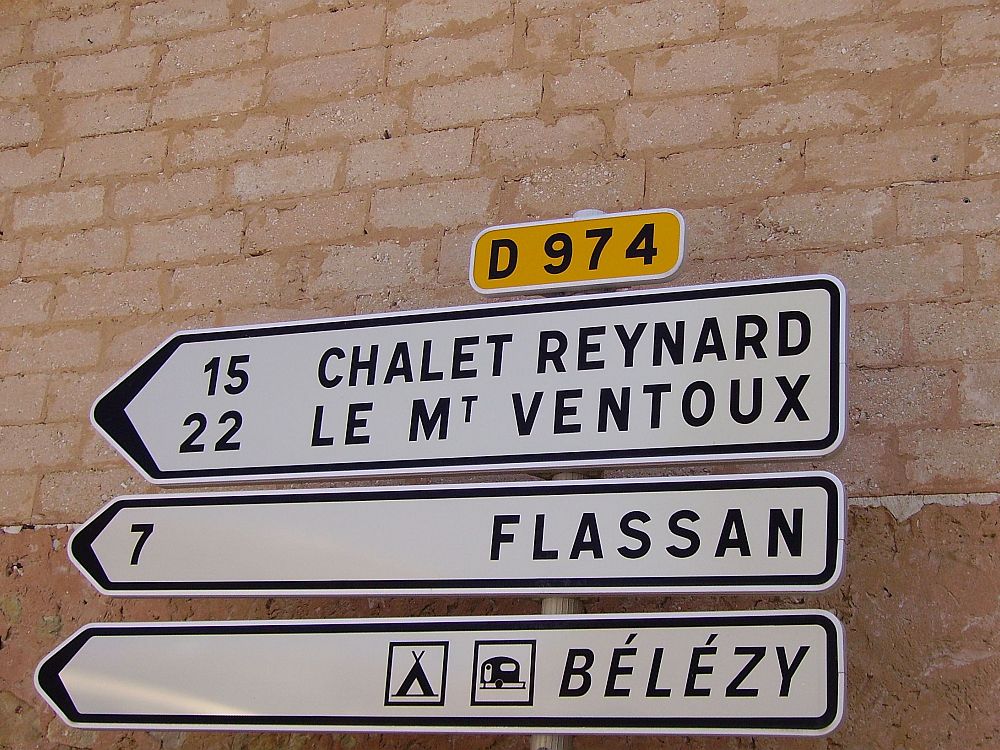 D 974
15 CHALET REYNARD
22 LE Mᵀ VENTOUX
7 FLASSAN
BÉLÉZY